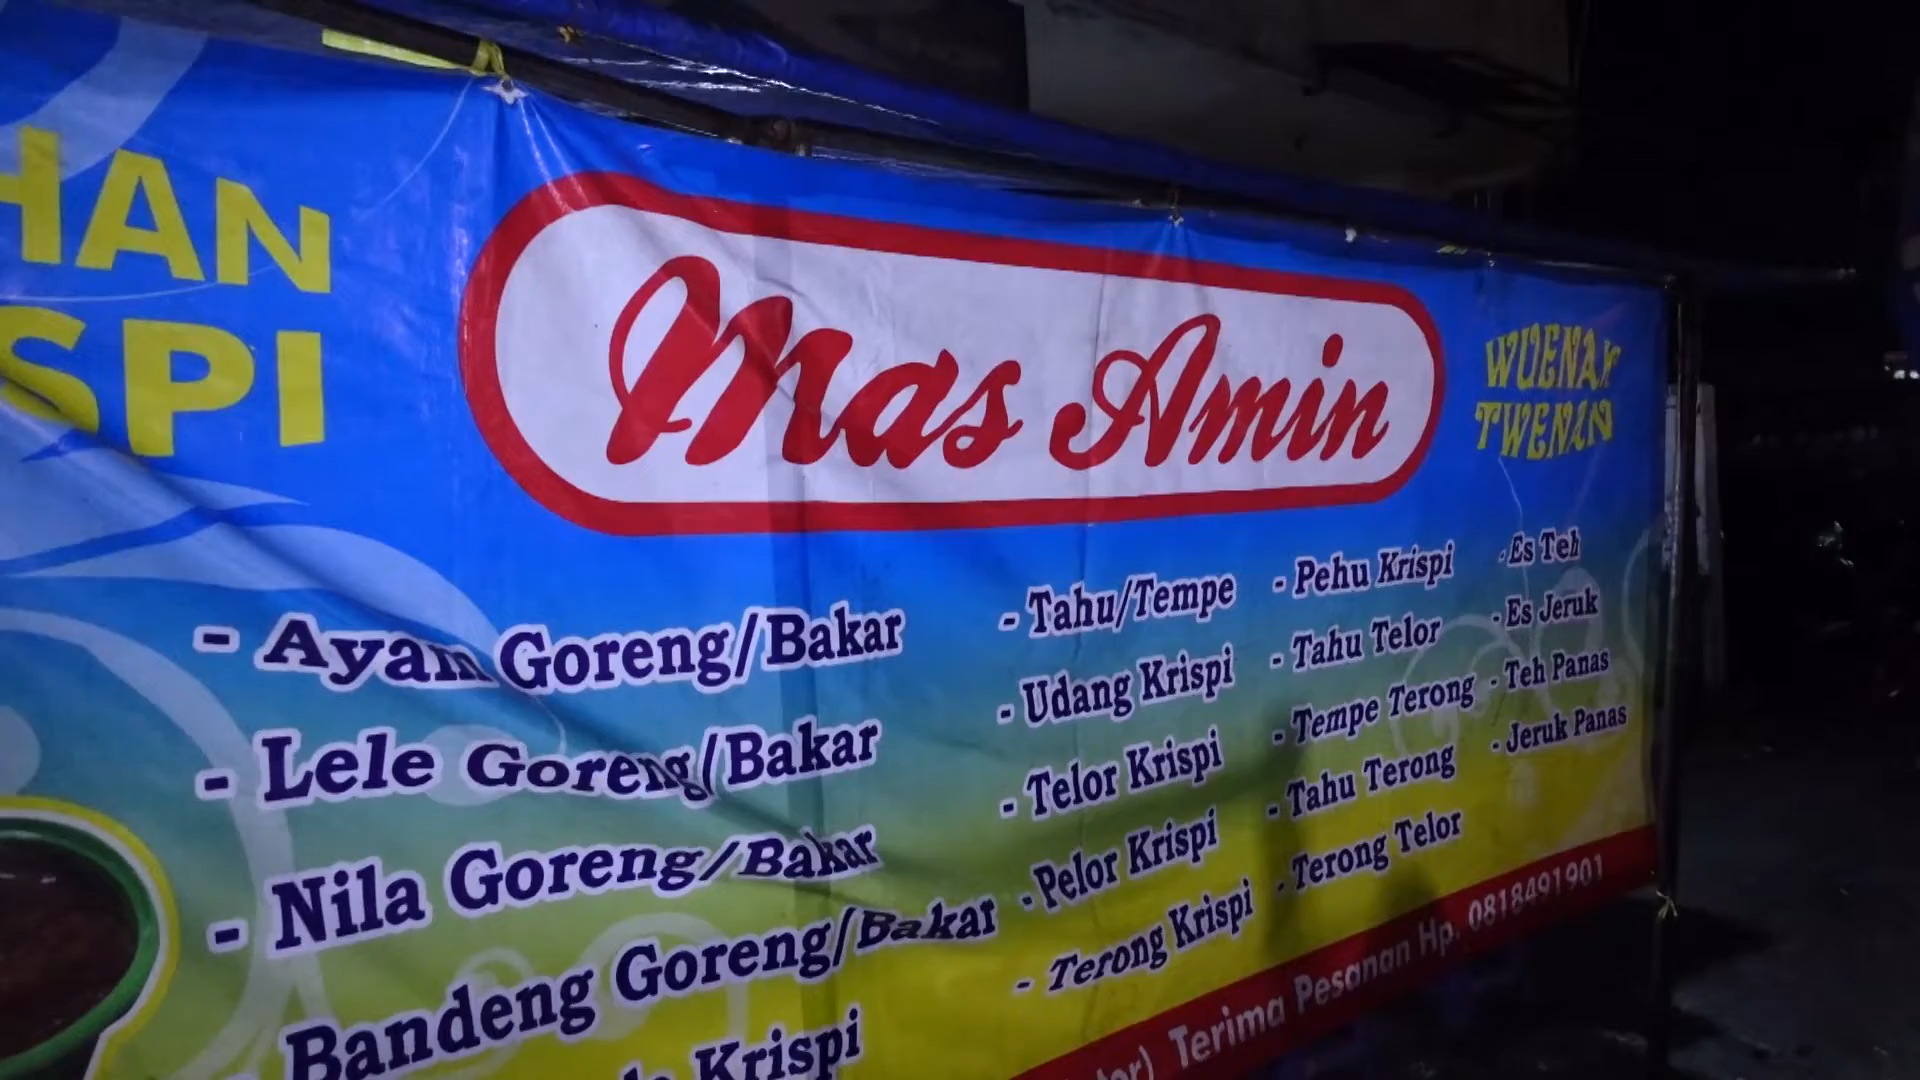 HAN
SPI
Mas Amin
WUENAK
TWENAN
- Ayam Goreng/Bakar
- Lele Goreng/Bakar
- Nila Goreng/Bakar
Bandeng Goreng/Bakar
Krispi
- Tahu/Tempe
- Udang Krispi
- Telor Krispi
- Pelor Krispi
- Terong Krispi
- Pehu Krispi
- Tahu Telor
- Tempe Terong
- Tahu Terong
- Terong Telor
- Es Teh
- Es Jeruk
- Teh Panas
- Jeruk Panas
Terima Pesanan Hp. 0818491901